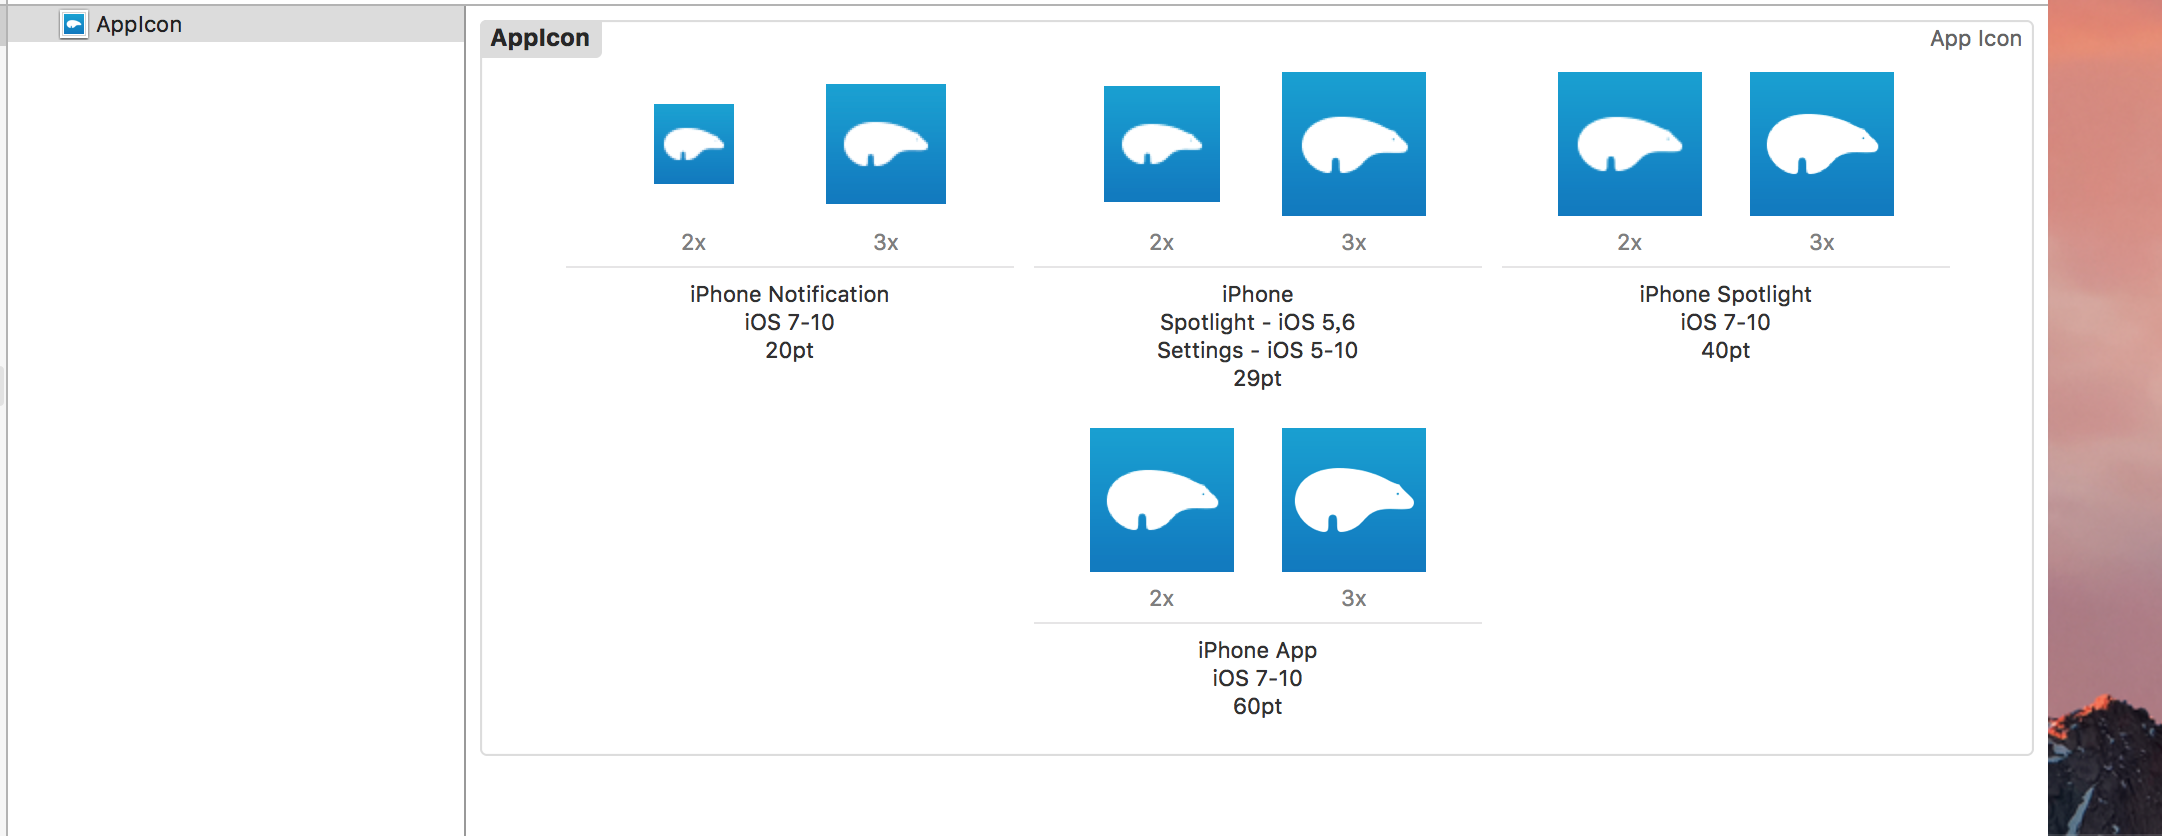 AppIcon
AppIcon
App Icon
2x
3x
2x
3x
2x
3x
iPhone Notification
iOS 7-10
20pt
iPhone
Spotlight - iOS 5,6
Settings - iOS 5-10
29pt
iPhone Spotlight
iOS 7-10
40pt
2x
3x
iPhone App
iOS 7-10
60pt